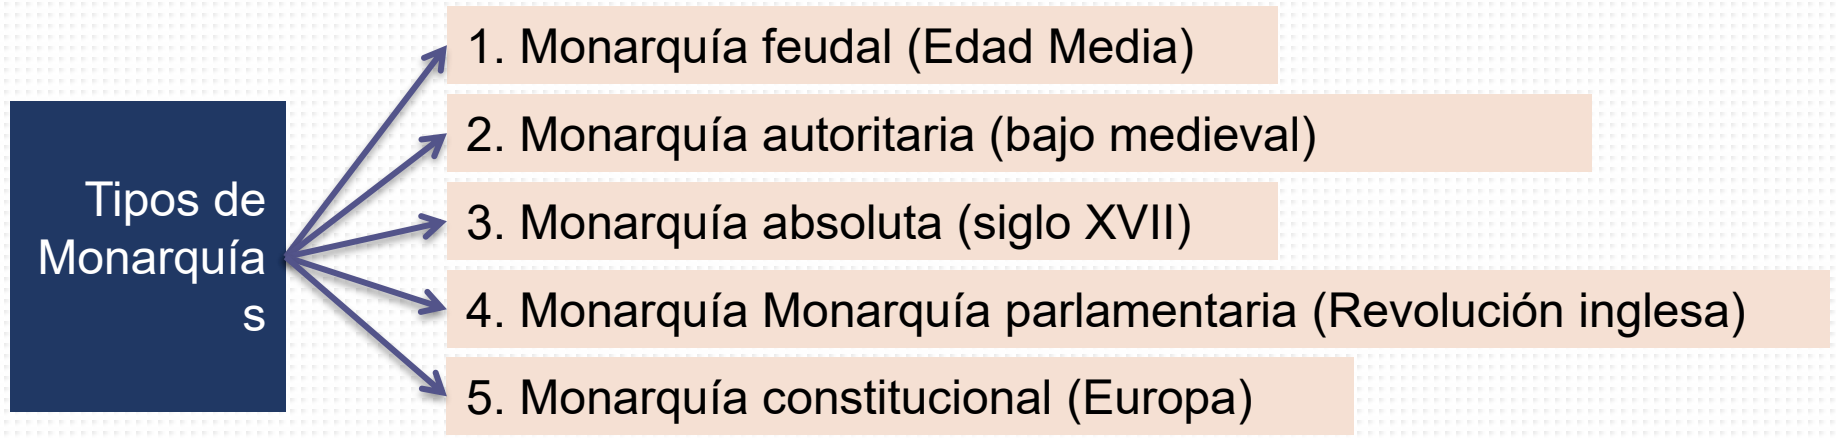 Tipos de
Monarquía
s
1. Monarquía feudal (Edad Media)
2. Monarquía autoritaria (bajo medieval)
3. Monarquía absoluta (siglo XVII)
4. Monarquía Monarquía parlamentaria (Revolución inglesa)
5. Monarquía constitucional (Europa)